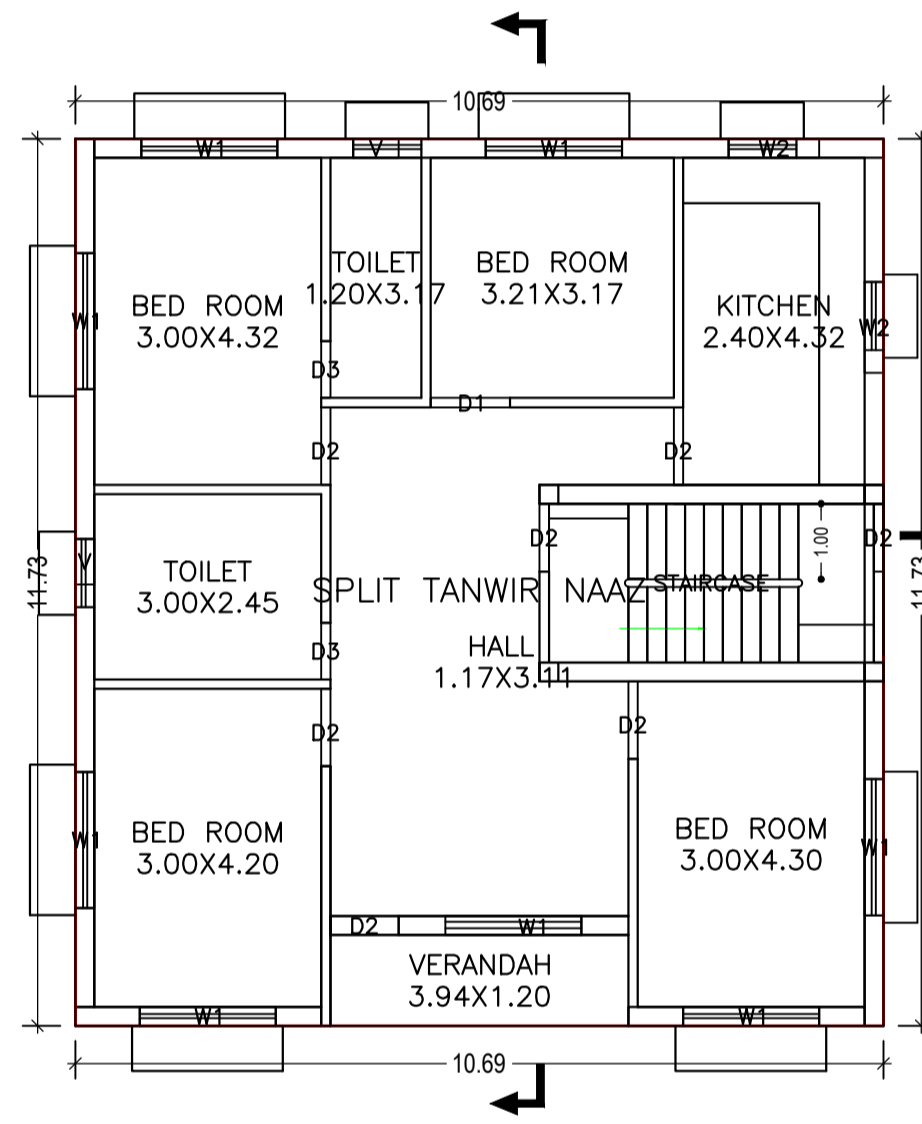 10.69
W1
V
W1
W2
TOILET
1.20X3.17
BED ROOM
3.21X3.17
BED ROOM
3.00X4.32
KITCHEN
2.40X4.32
W1
W2
D3
D1
D2
D2
D2
D2
1.00
11.73
V
TOILET
3.00X2.45
SPLIT TANWIR NAAZ
STAIRCASE
11.73
HALL
1.17X3.11
D3
D2
D2
W1
BED ROOM
3.00X4.20
BED ROOM
3.00X4.30
W1
D2
W1
VERANDAH
3.94X1.20
W1
W1
10.69